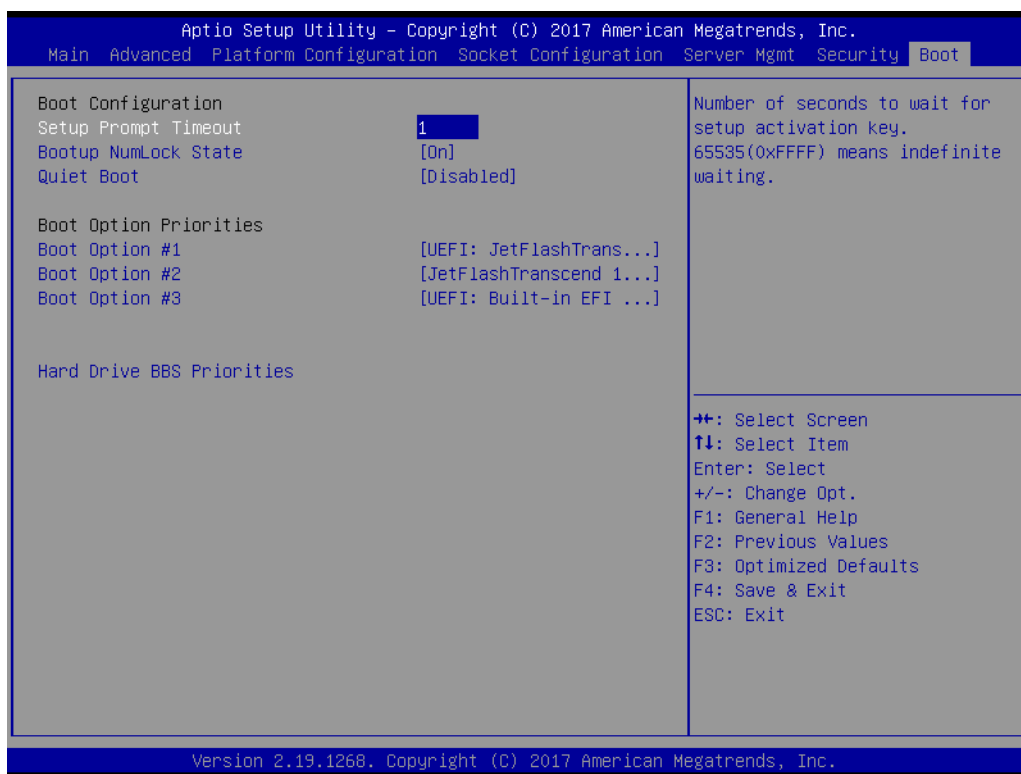 Aptio Setup Utility – Copyright (C) 2017 American Megatrends, Inc.
Main Advanced Platform Configuration Socket Configuration Server Mgmt Security Boot
Boot Configuration
Setup Prompt Timeout 1
Bootup NumLock State [On]
Quiet Boot [Disabled]
Boot Option Priorities
Boot Option #1 [UEFI: JetFlashTrans...]
Boot Option #2 [JetFlashTranscend 1...]
Boot Option #3 [UEFI: Built-in EFI ...]
Hard Drive BBS Priorities
Number of seconds to wait for
setup activation key.
65535(0xFFFF) means indefinite
waiting.
→←: Select Screen
↑↓: Select Item
Enter: Select
+/-: Change Opt.
F1: General Help
F2: Previous Values
F3: Optimized Defaults
F4: Save & Exit
ESC: Exit
Version 2.19.1268. Copyright (C) 2017 American Megatrends, Inc.